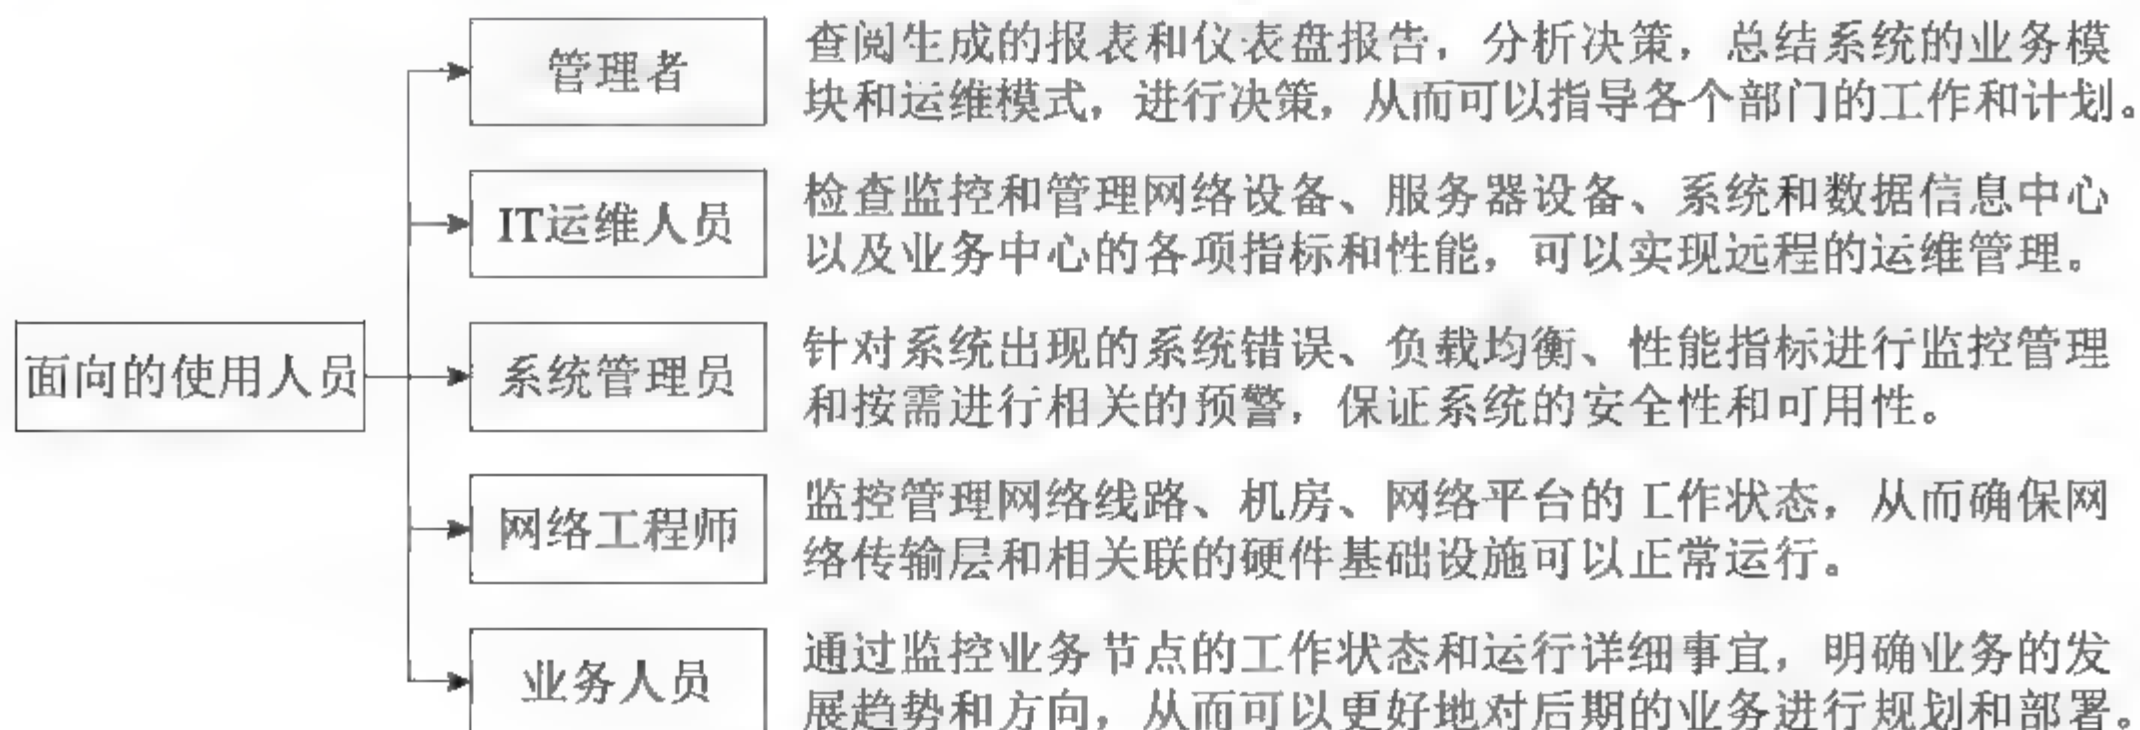 管理者
查阅生成的报表和仪表盘报告，分析决策，总结系统的业务模
块和运维模式，进行决策，从而可以指导各个部门的工作和计划。
IT运维人员
检查监控和管理网络设备、服务器设备、系统和数据信息中心
以及业务中心的各项指标和性能，可以实现远程的运维管理。
面向的使用人员
系统管理员
针对系统出现的系统错误、负载均衡、性能指标进行监控管理
和按需进行相关的预警，保证系统的安全性和可用性。
网络工程师
监控管理网络线路、机房、网络平台的工作状态，从而确保网
络传输层和相关联的硬件基础设施可以正常运行。
业务人员
通过监控业务节点的工作状态和运行详细事宜，明确业务的发
展趋势和方向，从而可以更好地对后期的业务进行规划和部署。